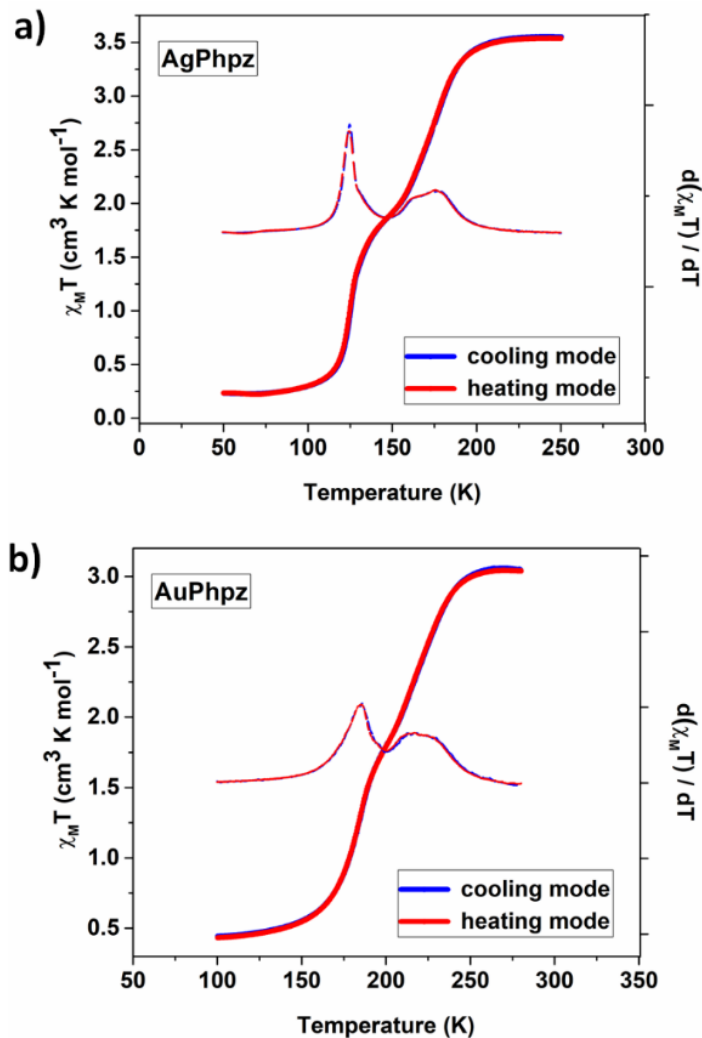 a)
AgPhpz
3.5
3.0
2.5
2.0
1.5
1.0
0.5
0.0
χMT (cm³ K mol⁻¹)
d(χMT) / dT
cooling mode
heating mode
0 50 100 150 200 250 300
Temperature (K)
b)
AuPhpz
3.0
2.5
2.0
1.5
1.0
0.5
χMT (cm³ K mol⁻¹)
d(χMT) / dT
cooling mode
heating mode
50 100 150 200 250 300 350
Temperature (K)